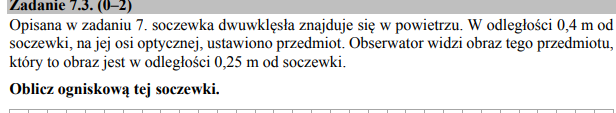 Zadanie 7.3. (0–2)
Opisana w zadaniu 7. soczewka dwuwklęsła znajduje się w powietrzu. W odległości 0,4 m od
soczewki, na jej osi optycznej, ustawiono przedmiot. Obserwator widzi obraz tego przedmiotu,
który to obraz jest w odległości 0,25 m od soczewki.
Oblicz ogniskową tej soczewki.